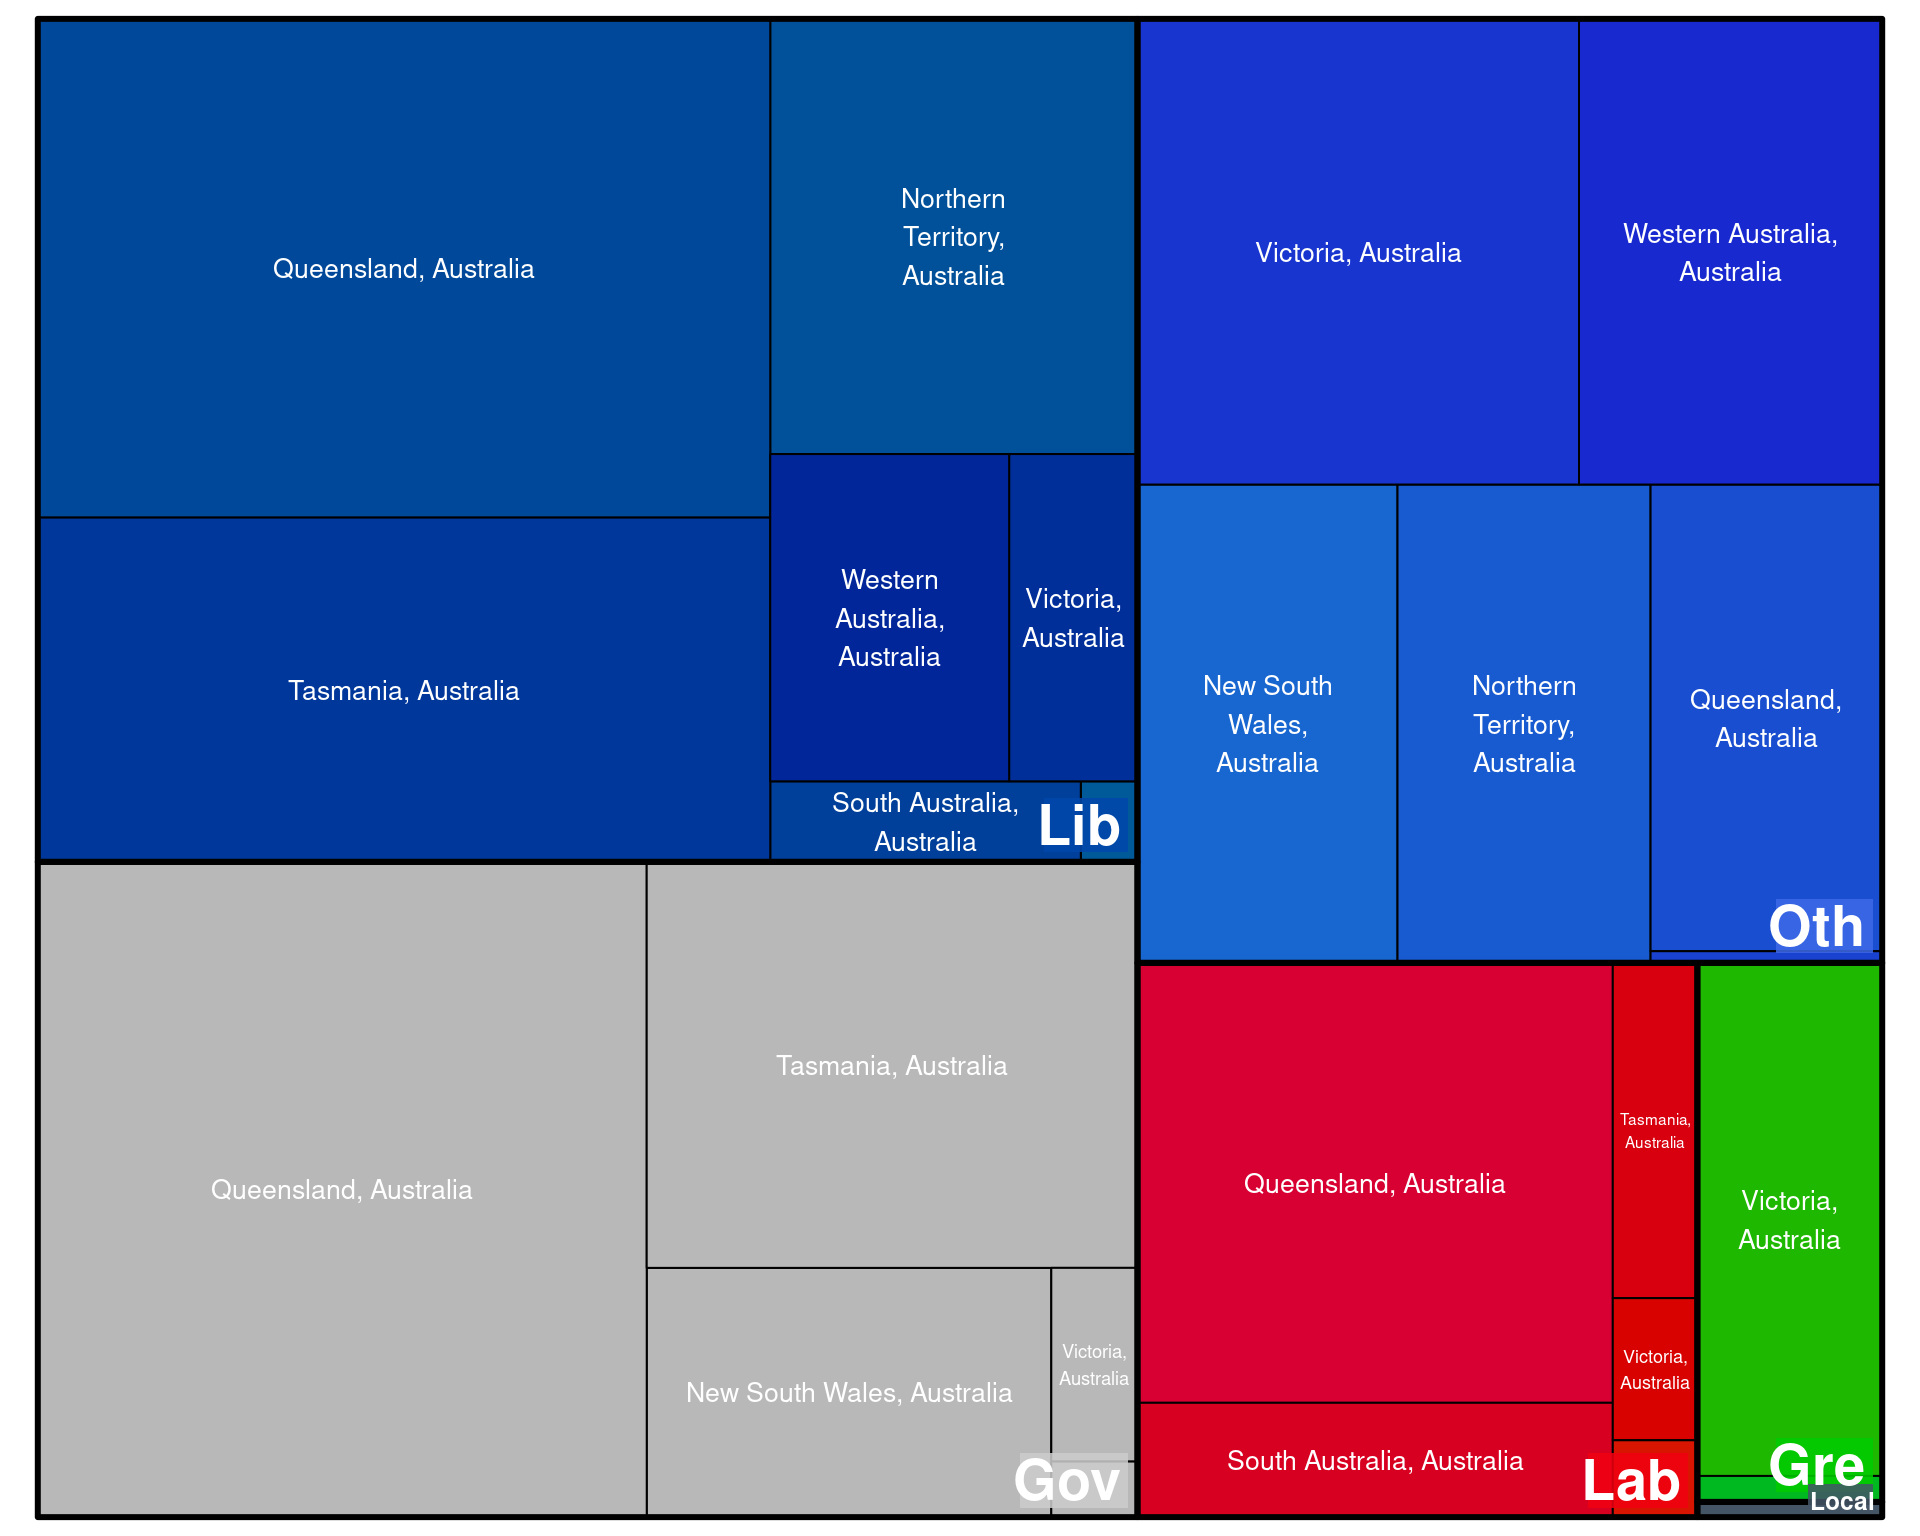 Queensland, Australia
Northern
Territory,
Australia
Tasmania, Australia
Western
Australia,
Australia
Victoria,
Australia
South Australia,
Australia
Lib
Victoria, Australia
Western Australia,
Australia
New South
Wales,
Australia
Northern
Territory,
Australia
Queensland,
Australia
Oth
Queensland, Australia
Tasmania, Australia
New South Wales, Australia
Victoria,
Australia
Gov
Queensland, Australia
Tasmania,
Australia
Victoria,
Australia
South Australia, Australia
Lab
Victoria,
Australia
Gre
Local